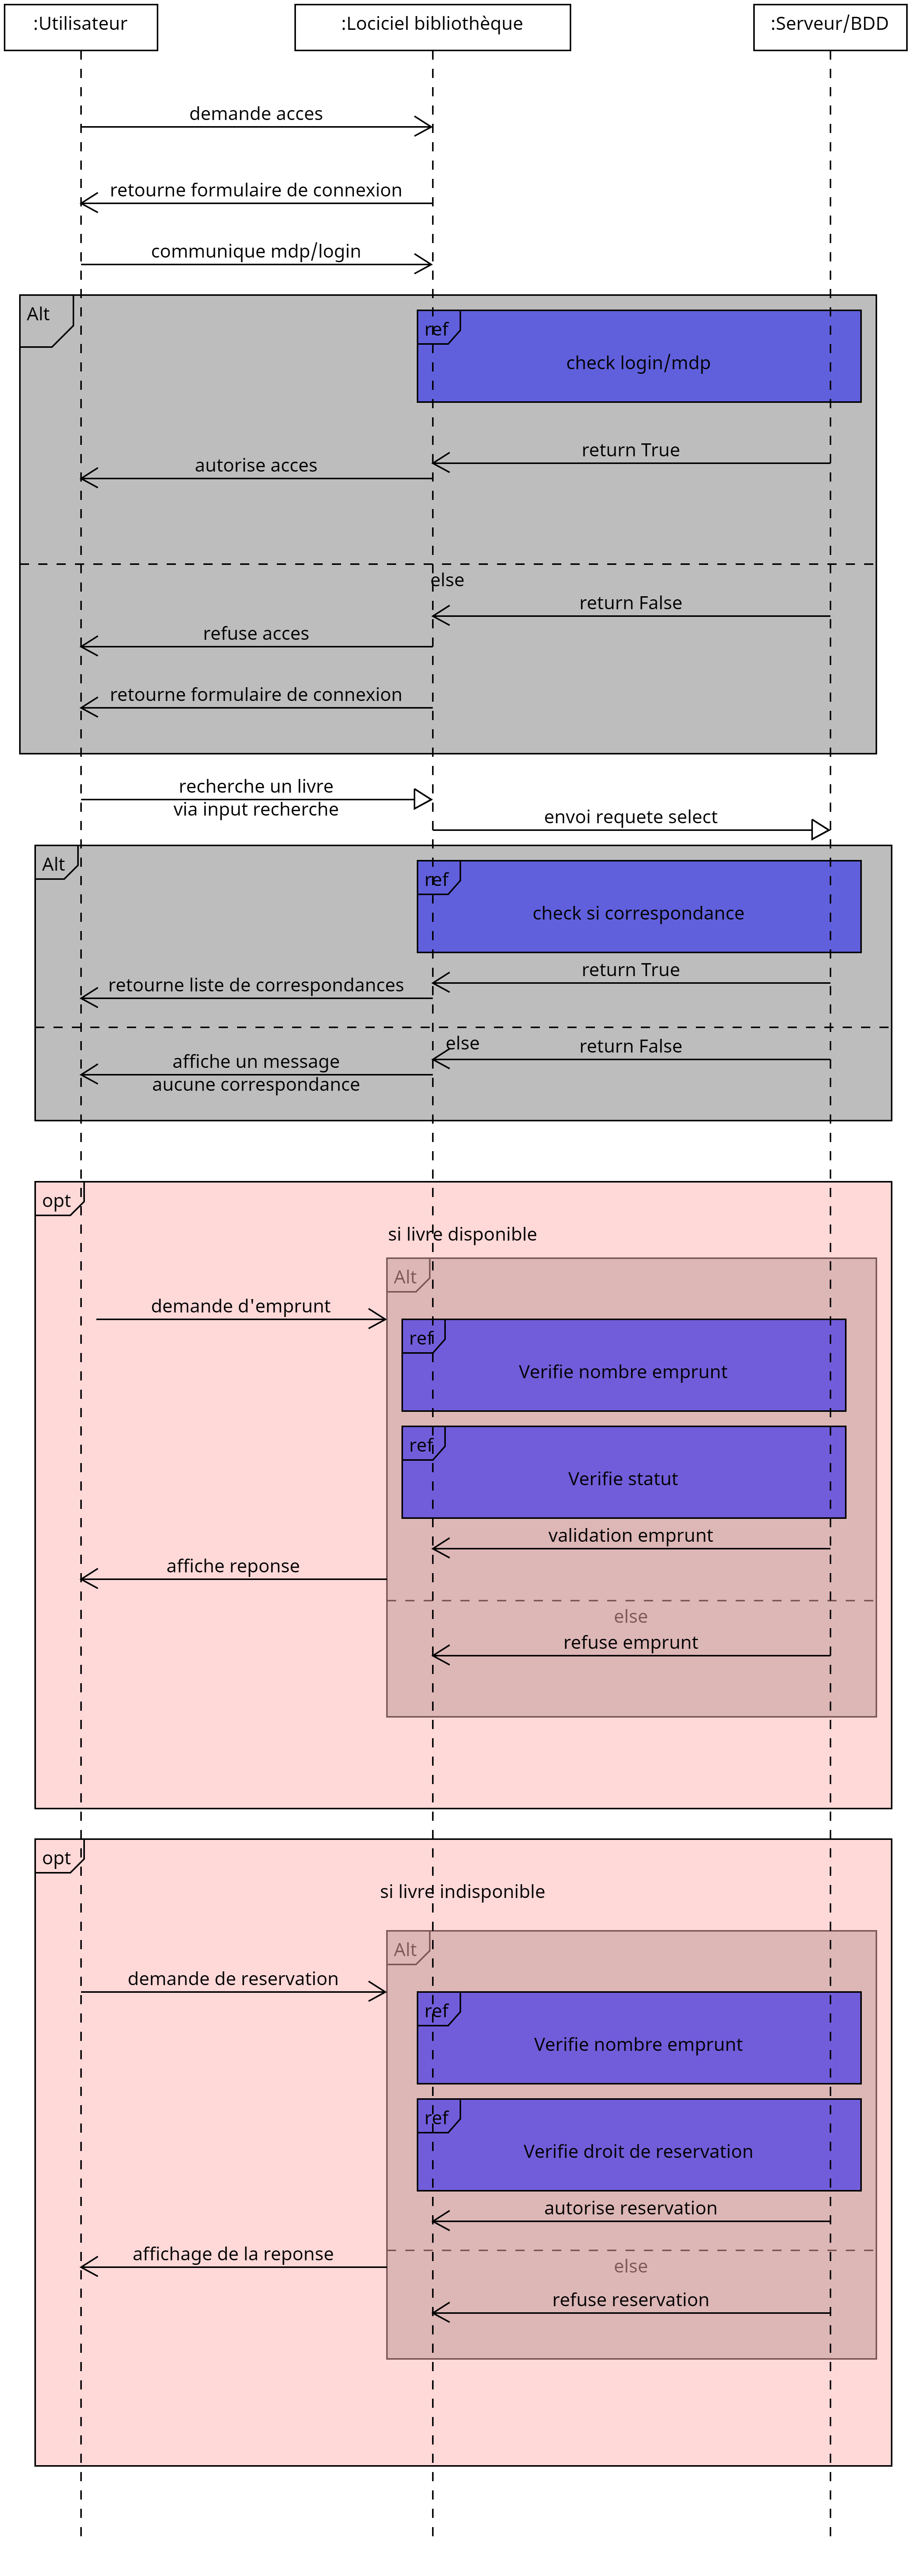 :Utilisateur
:Lociciel bibliothèque
:Serveur/BDD
demande acces
retourne formulaire de connexion
communique mdp/login
Alt
ref
check login/mdp
return True
autorise acces
else
return False
refuse acces
retourne formulaire de connexion
recherche un livre
via input recherche
envoi requete select
Alt
ref
check si correspondance
return True
retourne liste de correspondances
else
return False
affiche un message
aucune correspondance
opt
si livre disponible
Alt
demande d'emprunt
ref
Verifie nombre emprunt
ref
Verifie statut
validation emprunt
affiche reponse
else
refuse emprunt
opt
si livre indisponible
Alt
demande de reservation
ref
Verifie nombre emprunt
ref
Verifie droit de reservation
autorise reservation
affichage de la reponse
else
refuse reservation